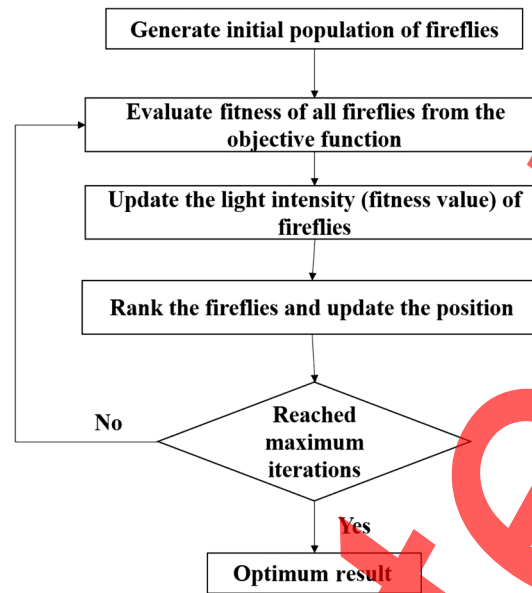 Generate initial population of fireflies
Evaluate fitness of all fireflies from the
objective function
Update the light intensity (fitness value) of
fireflies
Rank the fireflies and update the position
Reached
maximum
iterations
No
Yes
Optimum result